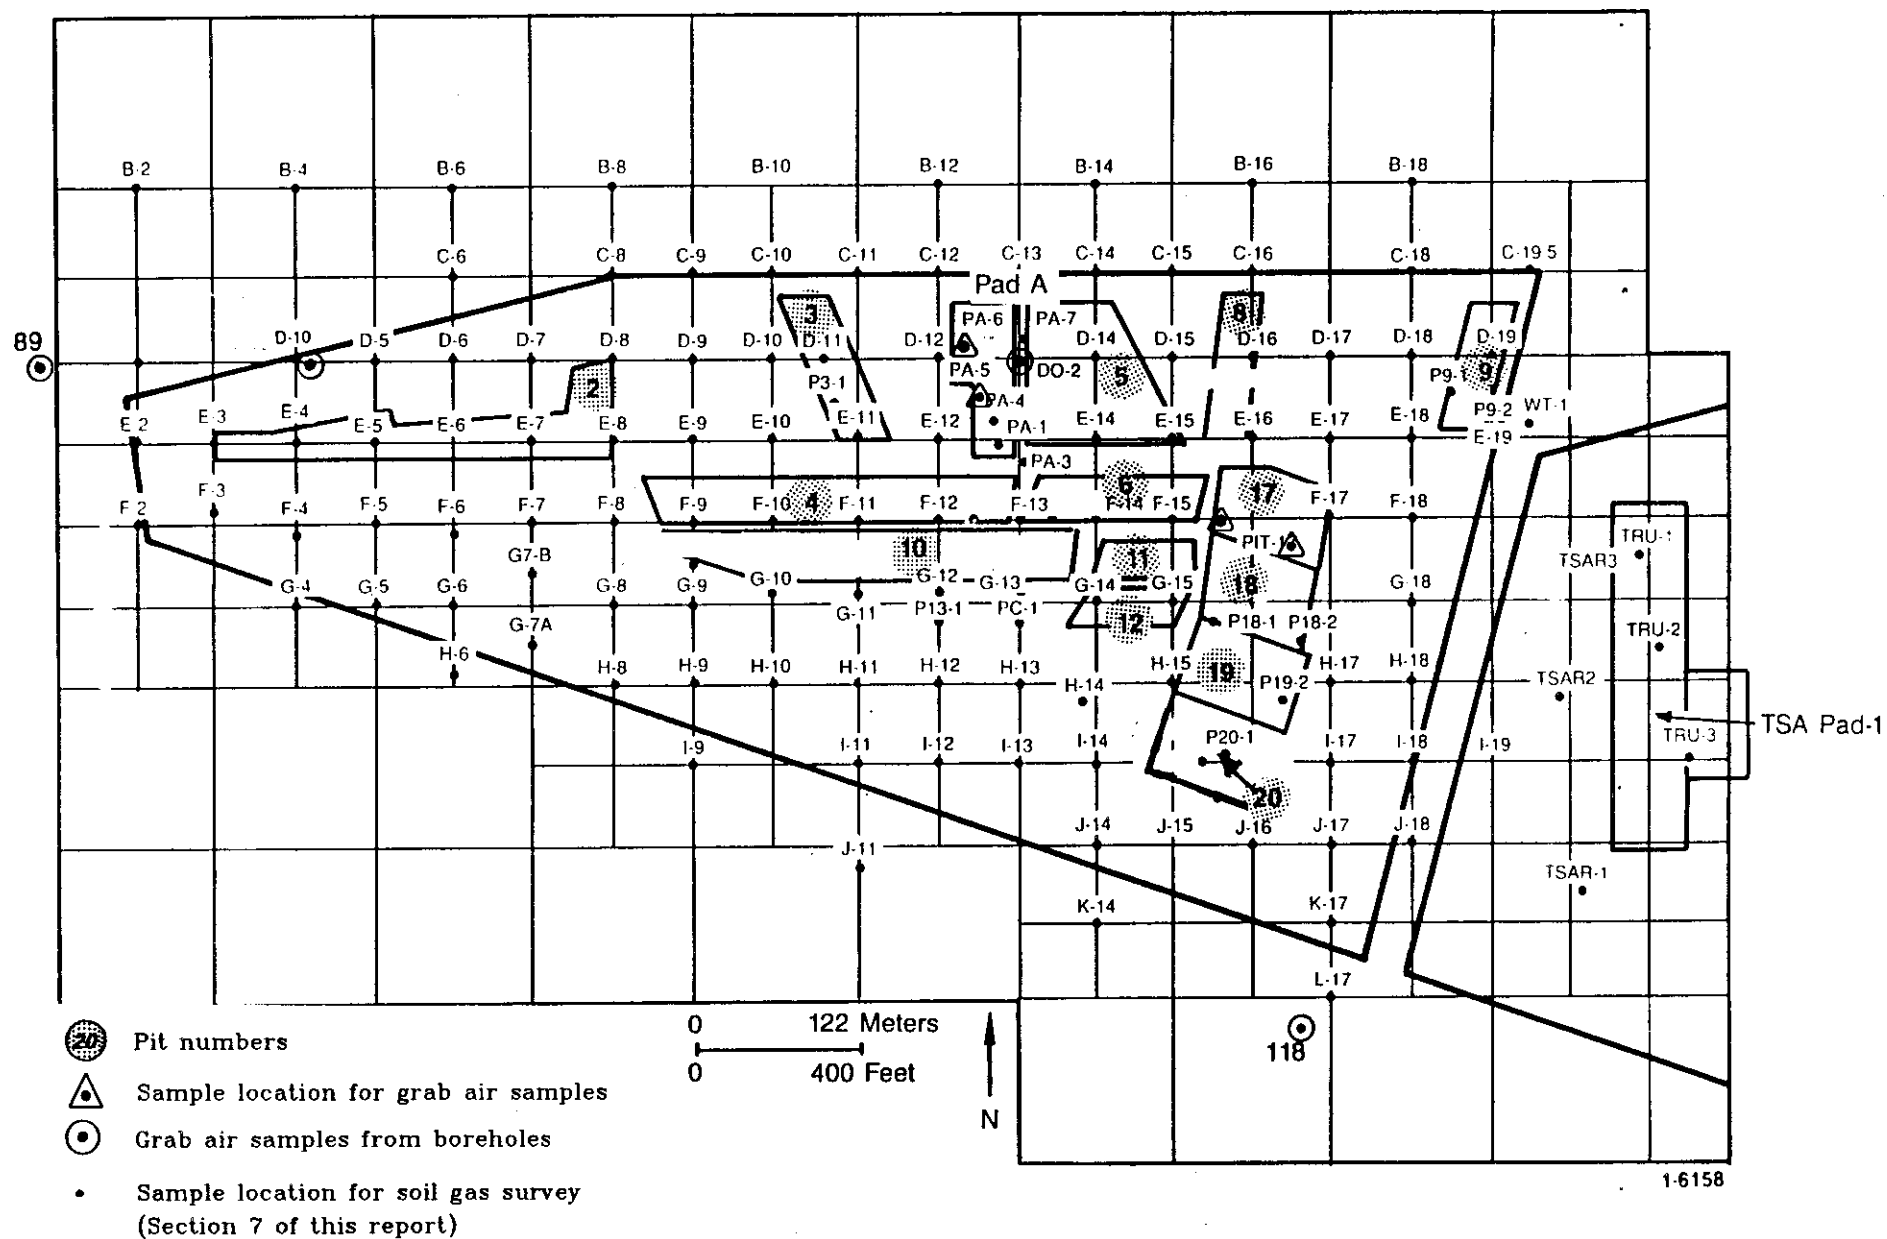 B-2 B-4 B-6 B-8 B-10 B-12 B-14 B-16 B-18
C-6 C-8 C-9 C-10 C-11 C-12 C-13 C-14 C-15 C-16 C-18 C-19 5
Pad A
3 8
PA-6 PA-7
89 D-10 D-5 D-6 D-7 D-8 D-9 D-10 D-11 D-12 D-14 D-15 D-16 D-17 D-18 D-19
PA-5 DO-2
2 P3-1 5 P9-1 9
PA-4 P9-2 WT-1
E-2 E-3 E-4 E-5 E-6 E-7 E-8 E-9 E-10 E-11 E-12 PA-1 E-14 E-15 E-16 E-17 E-18 E-19
PA-3
4 6 17
F-2 F-3 F-4 F-5 F-6 F-7 F-8 F-9 F-10 F-11 F-12 F-13 F-14 F-15 F-17 F-18
G7-B 10 11 PIT-1 TSAR3 TRU-1
G-4 G-5 G-6 G-8 G-9 G-10 G-12 G-13 G-14 G-15 18 G-18
G-11 P13-1 PC-1
G-7A 12 P18-1 P18-2 TRU-2
H-6 H-8 H-9 H-10 H-11 H-12 H-13 H-14 H-15 19 H-17 H-18
P19-2 TSAR2
TSA Pad-1
I-9 I-11 I-12 I-13 I-14 P20-1 I-17 I-18 I-19 TRU-3
20
J-11 J-14 J-15 J-16 J-17 J-18
TSAR-1
K-14 K-17
L-17
118
20 Pit numbers
Sample location for grab air samples
Grab air samples from boreholes
Sample location for soil gas survey
(Section 7 of this report)
0 122 Meters
0 400 Feet
N
1-6158